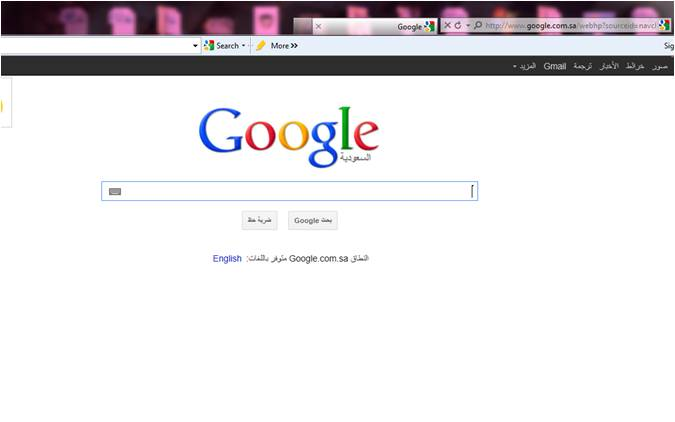 Google
http://www.google.com.sa/webhp?sourceid=navcl
Search
More »
Sig
صور خرائط الأخبار ترجمة Gmail المزيد
Google
السعودية
بحث Google
ضربة حظ
النطاق Google.com.sa متوفر باللغات: English